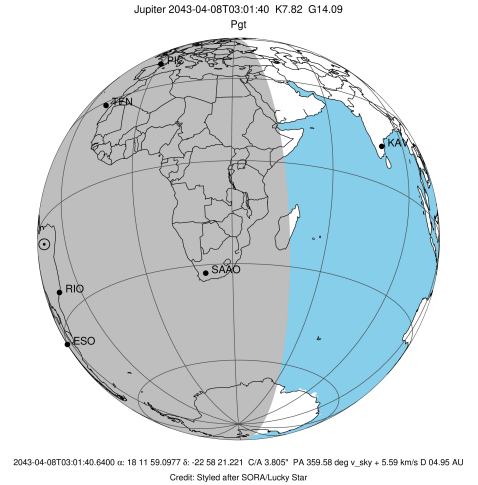 Jupiter 2043-04-08T03:01:40 K7.82 G14.09
Pgt
PIC
TEN
KAV
SAAO
RIO
ESO
2043-04-08T03:01:40.6400 α: 18 11 59.0977 δ: -22 58 21.221 C/A 3.805" PA 359.58 deg v_sky + 5.59 km/s D 04.95 AU
Credit: Styled after SORA/Lucky Star